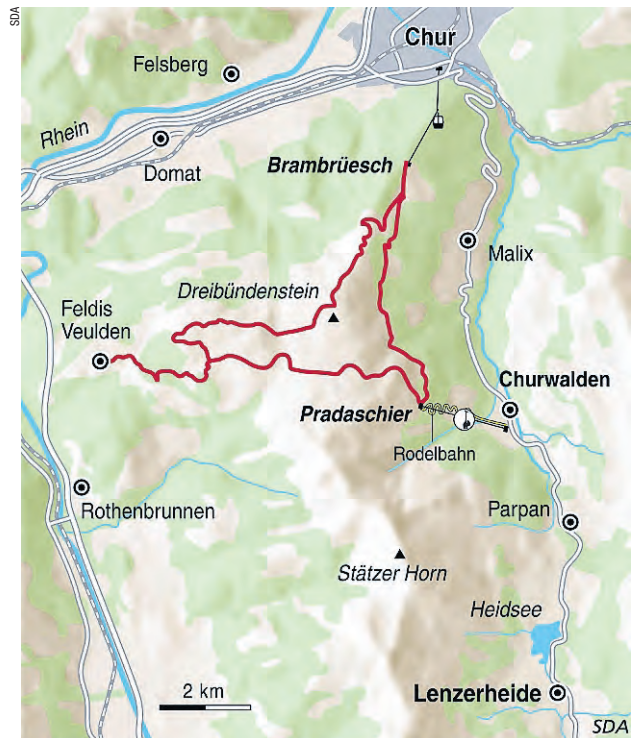 SDA
Chur
Felsberg
Rhein
Domat
Brambrüesch
Malix
Dreibündenstein
Feldis
Veulden
Churwalden
Pradaschier
Rodelbahn
Rothenbrunnen
Parpan
Stätzer Horn
Heidsee
2 km
Lenzerheide
SDA